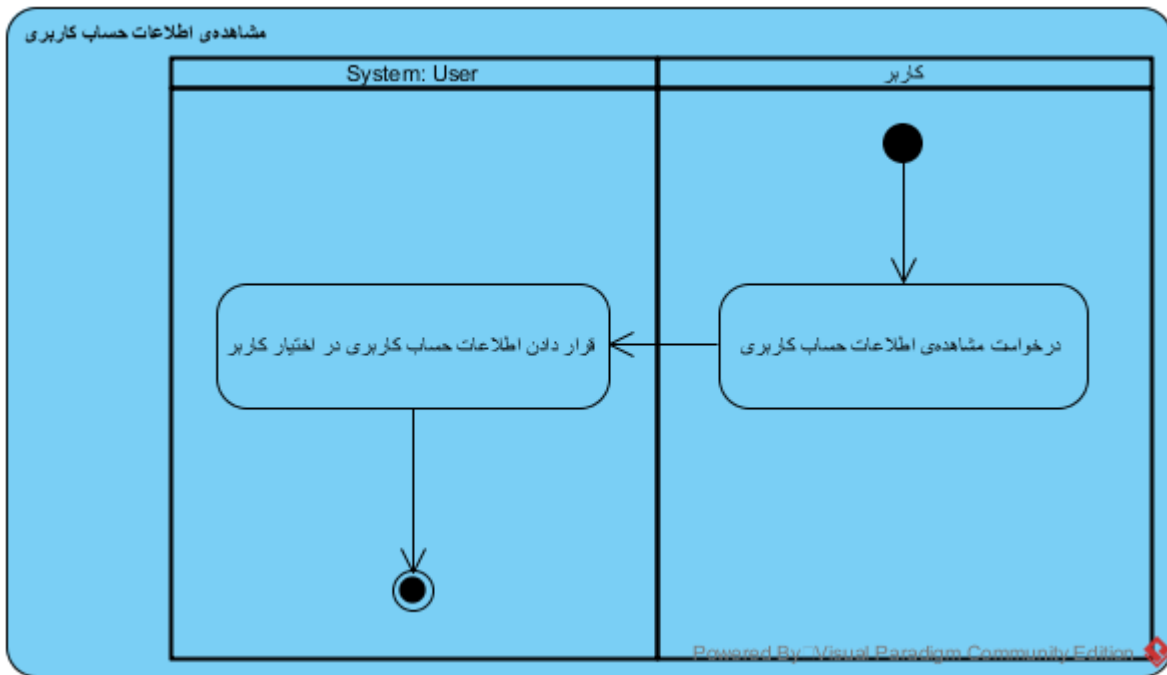 مشاهده‌ی اطلاعات حساب کاربری
کاربر
System: User
درخواست مشاهده‌ی اطلاعات حساب کاربری
قرار دادن اطلاعات حساب کاربری در اختیار کاربر
Powered By Visual Paradigm Community Edition